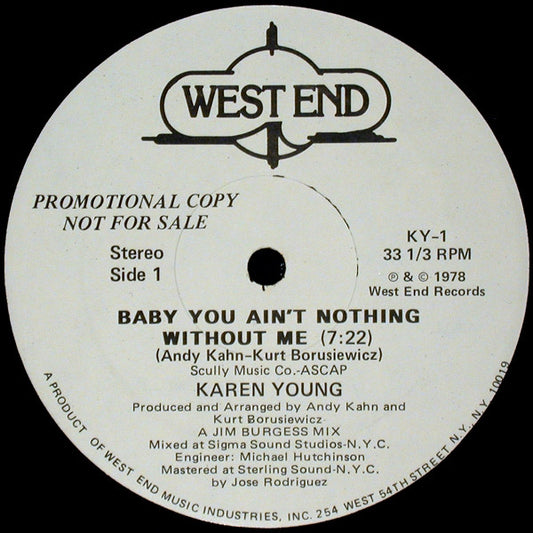 WEST END
PROMOTIONAL COPY
NOT FOR SALE
Stereo
Side 1
KY-1
33 1/3 RPM
℗ & © 1978
West End Records
BABY YOU AIN'T NOTHING
WITHOUT ME (7:22)
(Andy Kahn-Kurt Borusiewicz)
Scully Music Co.-ASCAP
KAREN YOUNG
Produced and Arranged by Andy Kahn and
Kurt Borusiewicz
A JIM BURGESS MIX
Mixed at Sigma Sound Studios-N.Y.C.
Engineer: Michael Hutchinson
Mastered at Sterling Sound-N.Y.C.
by Jose Rodriguez
A PRODUCT OF WEST END MUSIC INDUSTRIES, INC. 254 WEST 54TH STREET N.Y., N.Y. 10019